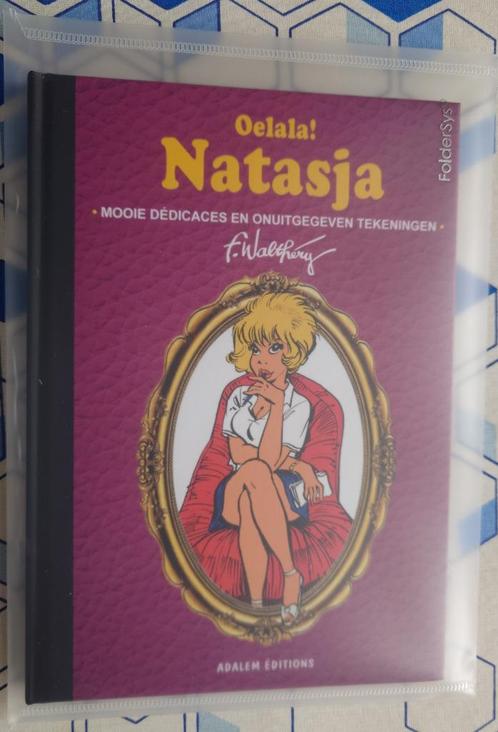 Oelala!
Natasja
• MOOIE DÉDICACES EN ONUITGEGEVEN TEKENINGEN •
F. Walthéry
ADALEM ÉDITIONS
FolderSys®